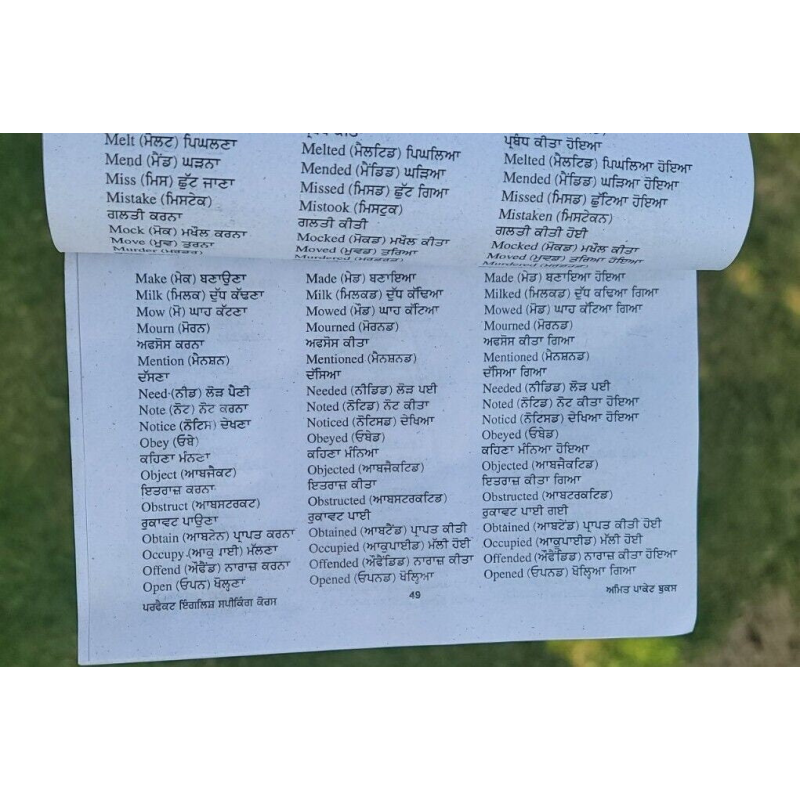 Melt (ਮੇਲਟ) ਪਿਘਲਣਾ
Mend (ਮੈਂਡ) ਘੜਨਾ
Miss (ਮਿਸ) ਛੁੱਟ ਜਾਣਾ
Mistake (ਮਿਸਟੇਕ)
ਗਲਤੀ ਕਰਨਾ
Mock (ਮੋਕ) ਮਖੌਲ ਕਰਨਾ
Move (ਮੂਵ) ਤੁਰਨਾ
Melted (ਮੈਲਟਿਡ) ਪਿਘਲਿਆ
Mended (ਮੈਂਡਿਡ) ਘੜਿਆ
Missed (ਮਿਸਡ) ਛੁੱਟ ਗਿਆ
Mistook (ਮਿਸਟੁਕ)
ਗਲਤੀ ਕੀਤੀ
Mocked (ਮੋਕਡ) ਮਖੌਲ ਕੀਤਾ
Moved (ਮੂਵਡ) ਤੁਰਿਆ
ਪ੍ਰਬੰਧ ਕੀਤਾ ਹੋਇਆ
Melted (ਮੈਲਟਿਡ) ਪਿਘਲਿਆ ਹੋਇਆ
Mended (ਮੈਂਡਿਡ) ਘੜਿਆ ਹੋਇਆ
Missed (ਮਿਸਡ) ਛੁੱਟਿਆ ਹੋਇਆ
Mistaken (ਮਿਸਟੇਕਨ)
ਗਲਤੀ ਕੀਤੀ ਹੋਈ
Mocked (ਮੋਕਡ) ਮਖੌਲ ਕੀਤਾ
Moved (ਮੂਵਡ) ਤੁਰਿਆ ਹੋਇਆ
Make (ਮੇਕ) ਬਣਾਉਣਾ
Milk (ਮਿਲਕ) ਦੁੱਧ ਕੱਢਣਾ
Mow (ਮੋ) ਘਾਹ ਕੱਟਣਾ
Mourn (ਮੋਰਨ)
ਅਫਸੋਸ ਕਰਨਾ
Mention (ਮੈਨਸ਼ਨ)
ਦੱਸਣਾ
Need (ਨੀਡ) ਲੋੜ ਪੈਣੀ
Note (ਨੋਟ) ਨੋਟ ਕਰਨਾ
Notice (ਨੋਟਿਸ) ਦੇਖਣਾ
Obey (ਓਬੇ)
ਕਹਿਣਾ ਮੰਨਣਾ
Object (ਆਬਜੈਕਟ)
ਇਤਰਾਜ਼ ਕਰਨਾ
Obstruct (ਆਬਸਟਰਕਟ)
ਰੁਕਾਵਟ ਪਾਉਣਾ
Obtain (ਆਬਟੇਨ) ਪ੍ਰਾਪਤ ਕਰਨਾ
Occupy ਮੱਲਣਾ
Offend (ਔਫੈਂਡ) ਨਾਰਾਜ਼ ਕਰਨਾ
Open (ਓਪਨ) ਖੋਲ੍ਹਣਾ
Made (ਮੇਡ) ਬਣਾਇਆ
Milk (ਮਿਲਕਡ) ਦੁੱਧ ਕੱਢਿਆ
Mowed (ਮੋਡ) ਘਾਹ ਕੱਟਿਆ
Mourned (ਮੋਰਨਡ)
ਅਫਸੋਸ ਕੀਤਾ
Mentioned (ਮੈਨਸ਼ਨਡ)
ਦੱਸਿਆ
Needed (ਨੀਡਿਡ) ਲੋੜ ਪਈ
Noted (ਨੋਟਿਡ) ਨੋਟ ਕੀਤਾ
Noticed (ਨੋਟਿਸਡ) ਦੇਖਿਆ
Obeyed (ਓਬੇਡ)
ਕਹਿਣਾ ਮੰਨਿਆ
Objected (ਆਬਜੈਕਟਿਡ)
ਇਤਰਾਜ਼ ਕੀਤਾ
Obstructed (ਆਬਸਟਰਕਟਿਡ)
ਰੁਕਾਵਟ ਪਾਈ
Obtained (ਆਬਟੈਂਡ) ਪ੍ਰਾਪਤ ਕੀਤੀ
Occupied (ਆਕੁਪਾਈਡ) ਮੱਲੀ ਹੋਈ
Offended (ਔਫੈਂਡਿਡ) ਨਾਰਾਜ਼ ਕੀਤਾ
Opened (ਓਪਨਡ) ਖੋਲ੍ਹਿਆ
Made (ਮੇਡ) ਬਣਾਇਆ ਹੋਇਆ
Milked (ਮਿਲਕਡ) ਦੁੱਧ ਕਢਿਆ ਗਿਆ
Mowed (ਮੋਡ) ਘਾਹ ਕੱਟਿਆ ਗਿਆ
Mourned (ਮੋਰਨਡ)
ਅਫਸੋਸ ਕੀਤਾ ਗਿਆ
Mentioned (ਮੈਨਸ਼ਨਡ)
ਦੱਸਿਆ ਗਿਆ
Needed (ਨੀਡਿਡ) ਲੋੜ ਪਈ
Noted (ਨੋਟਿਡ) ਨੋਟ ਕੀਤਾ ਹੋਇਆ
Noticd (ਨੋਟਿਸਡ) ਦੇਖਿਆ ਹੋਇਆ
Obeyed (ਓਬੇਡ)
ਕਹਿਣਾ ਮੰਨਿਆ ਹੋਇਆ
Objected (ਆਬਜੈਕਟਿਡ)
ਇਤਰਾਜ਼ ਕੀਤਾ ਗਿਆ
Obstructed (ਆਬਟਰਕਟਿਡ)
ਰੁਕਾਵਟ ਪਾਈ ਗਈ
Obtained (ਆਬਟੇਂਡ) ਪ੍ਰਾਪਤ ਕੀਤੀ ਹੋਈ
Occupied (ਆਕੂਪਾਈਡ) ਮੱਲੀ ਹੋਈ
Offended (ਔਫੈਂਡਿਡ) ਨਾਰਾਜ਼ ਕੀਤਾ ਹੋਇਆ
Opened (ਓਪਨਡ) ਖੋਲ੍ਹਿਆ ਗਿਆ
ਪਰਫੈਕਟ ਇੰਗਲਿਸ਼ ਸਪੀਕਿੰਗ ਕੋਰਸ
49
ਅਮਿਤ ਪਾਕੇਟ ਬੁਕਸ